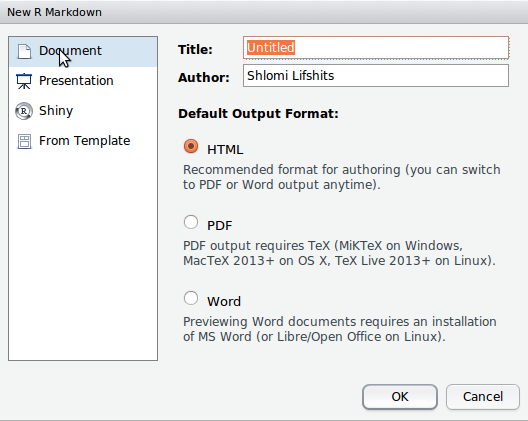 New R Markdown
Document
Presentation
Shiny
From Template
Title:
Untitled
Author:
Shlomi Lifshits
Default Output Format:
HTML
Recommended format for authoring (you can switch
to PDF or Word output anytime).
PDF
PDF output requires TeX (MiKTeX on Windows,
MacTeX 2013+ on OS X, TeX Live 2013+ on Linux).
Word
Previewing Word documents requires an installation
of MS Word (or Libre/Open Office on Linux).
OK
Cancel